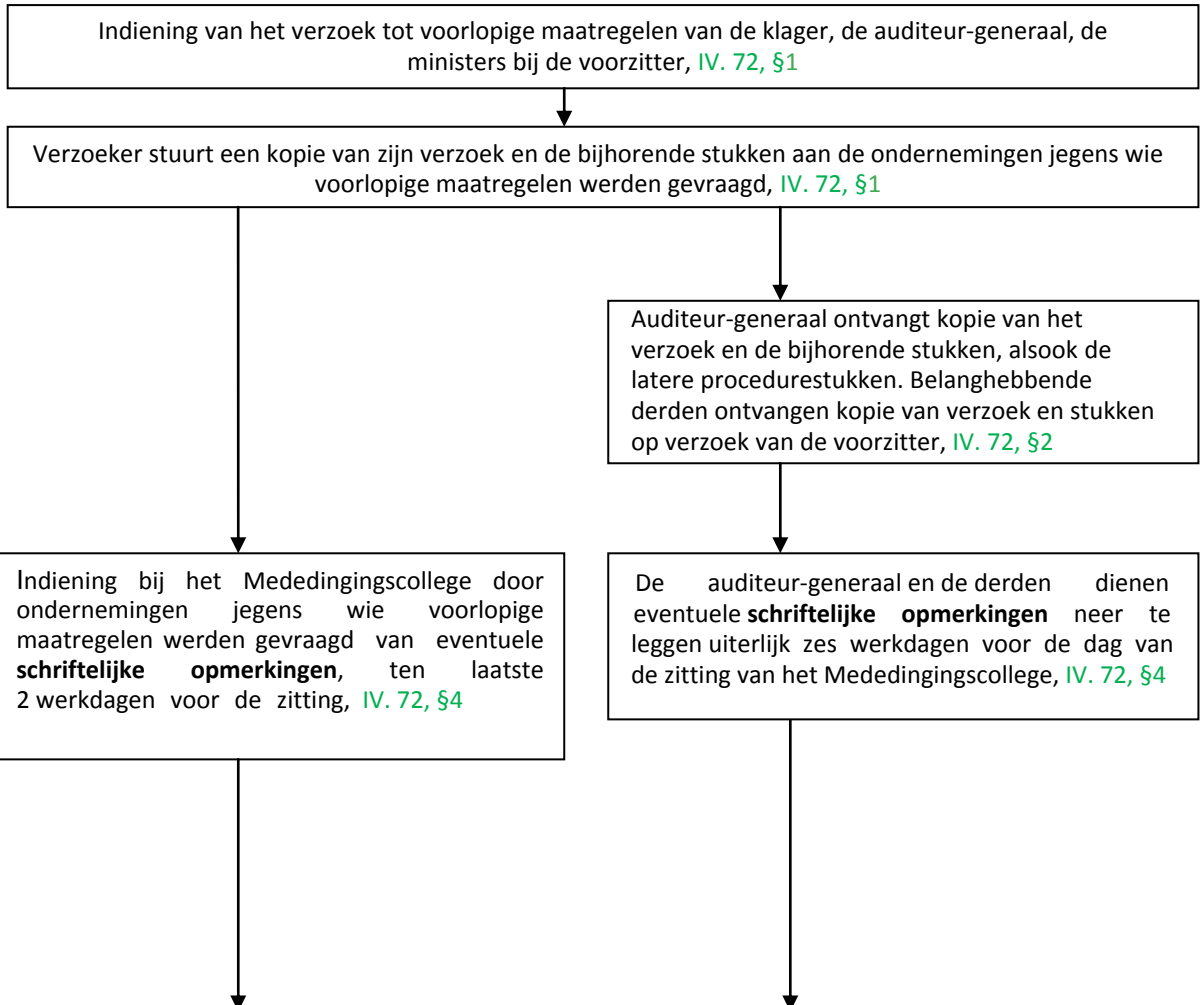 Indiening van het verzoek tot voorlopige maatregelen van de klager, de auditeur-generaal, de
ministers bij de voorzitter, IV. 72, §1
Verzoeker stuurt een kopie van zijn verzoek en de bijhorende stukken aan de ondernemingen jegens wie
voorlopige maatregelen werden gevraagd, IV. 72, §1
Auditeur-generaal ontvangt kopie van het
verzoek en de bijhorende stukken, alsook de
latere procedurestukken. Belanghebbende
derden ontvangen kopie van verzoek en stukken
op verzoek van de voorzitter, IV. 72, §2
Indiening bij het Mededingingscollege door
ondernemingen jegens wie voorlopige
maatregelen werden gevraagd van eventuele
schriftelijke opmerkingen, ten laatste
2 werkdagen voor de zitting, IV. 72, §4
De auditeur-generaal en de derden dienen
eventuele schriftelijke opmerkingen neer te
leggen uiterlijk zes werkdagen voor de dag van
de zitting van het Mededingingscollege, IV. 72, §4